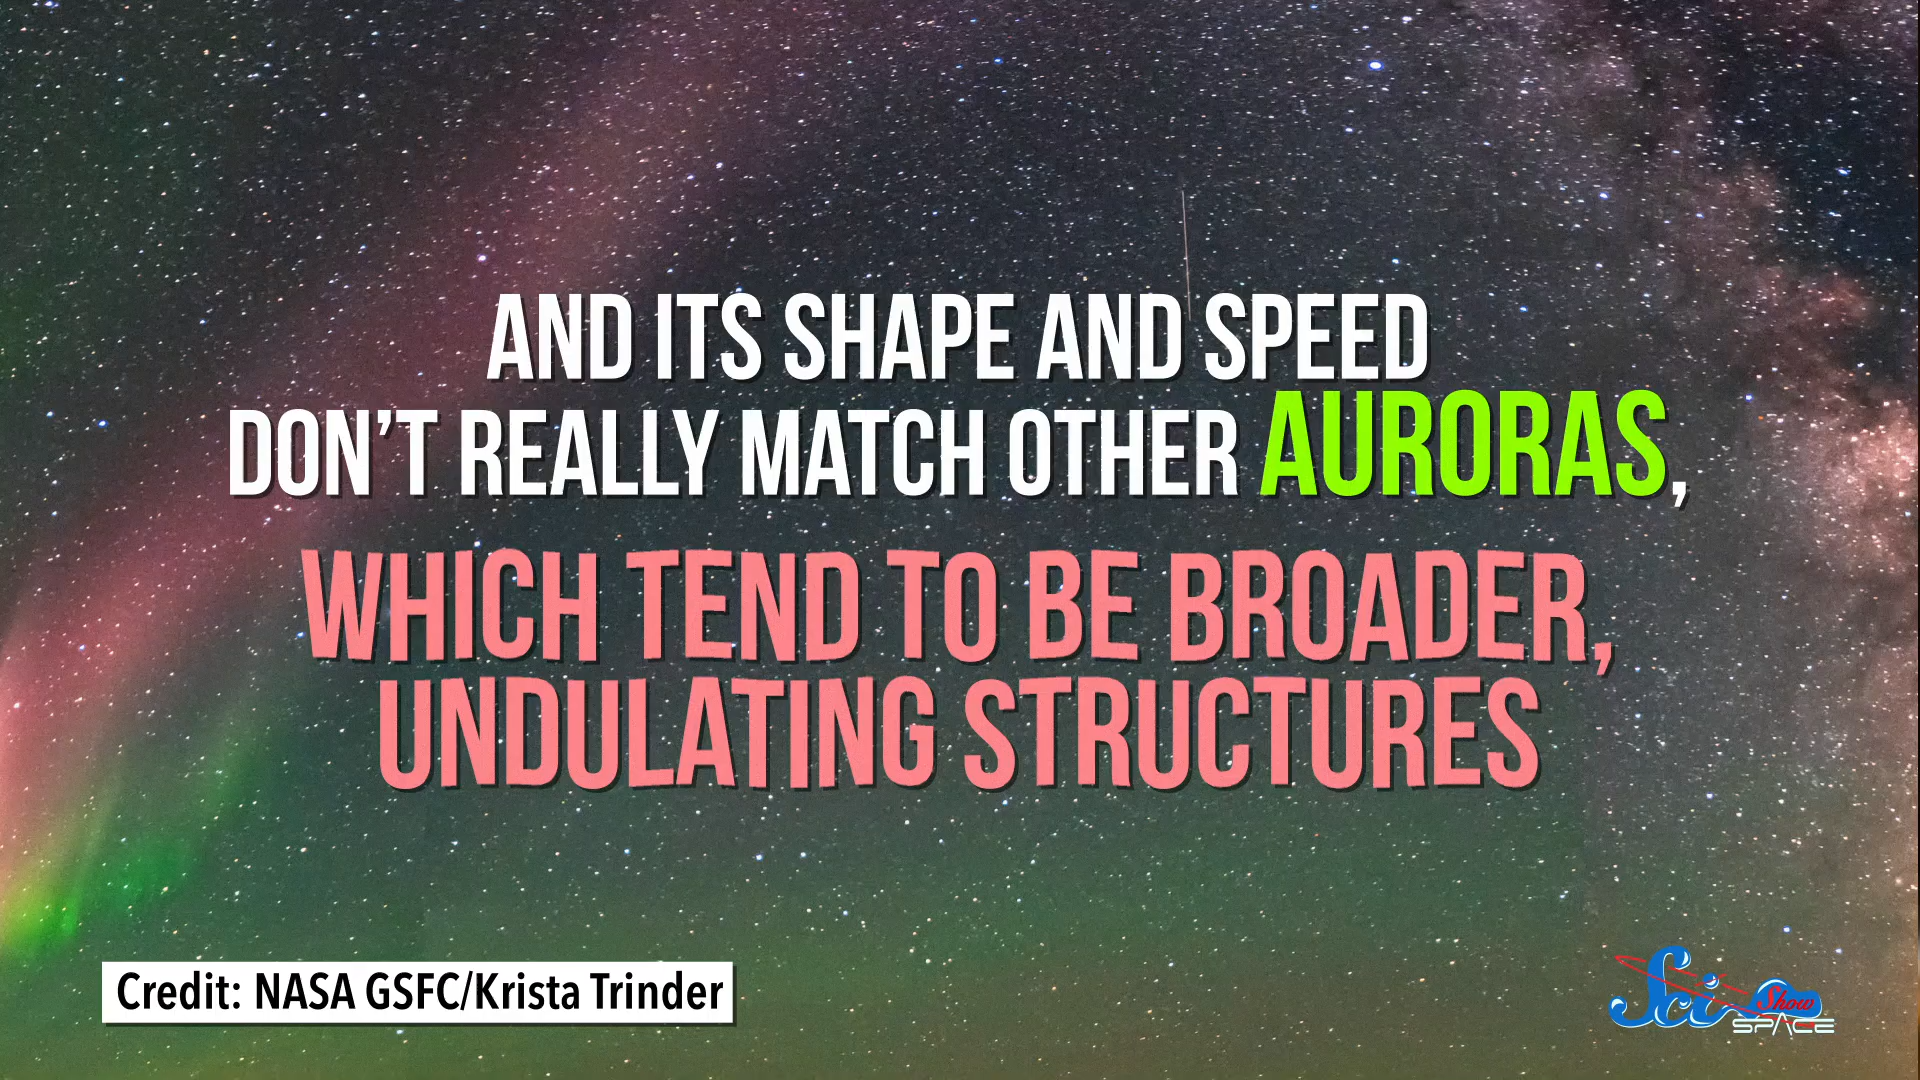 AND ITS SHAPE AND SPEED
DON'T REALLY MATCH OTHER AURORAS,
WHICH TEND TO BE BROADER,
UNDULATING STRUCTURES
Credit: NASA GSFC/Krista Trinder
Sci Show
SPACE